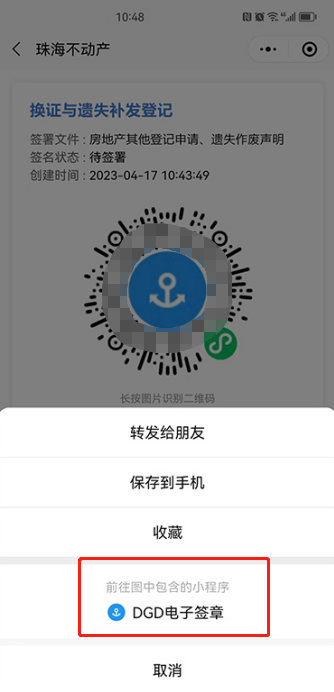 10:48
珠海不动产
换证与遗失补发登记
签署文件：房地产其他登记申请、遗失作废声明
签名状态：待签署
创建时间：2023-04-17 10:43:49
长按图片识别二维码
转发给朋友
保存到手机
收藏
前往图中包含的小程序
DGD电子签章
取消